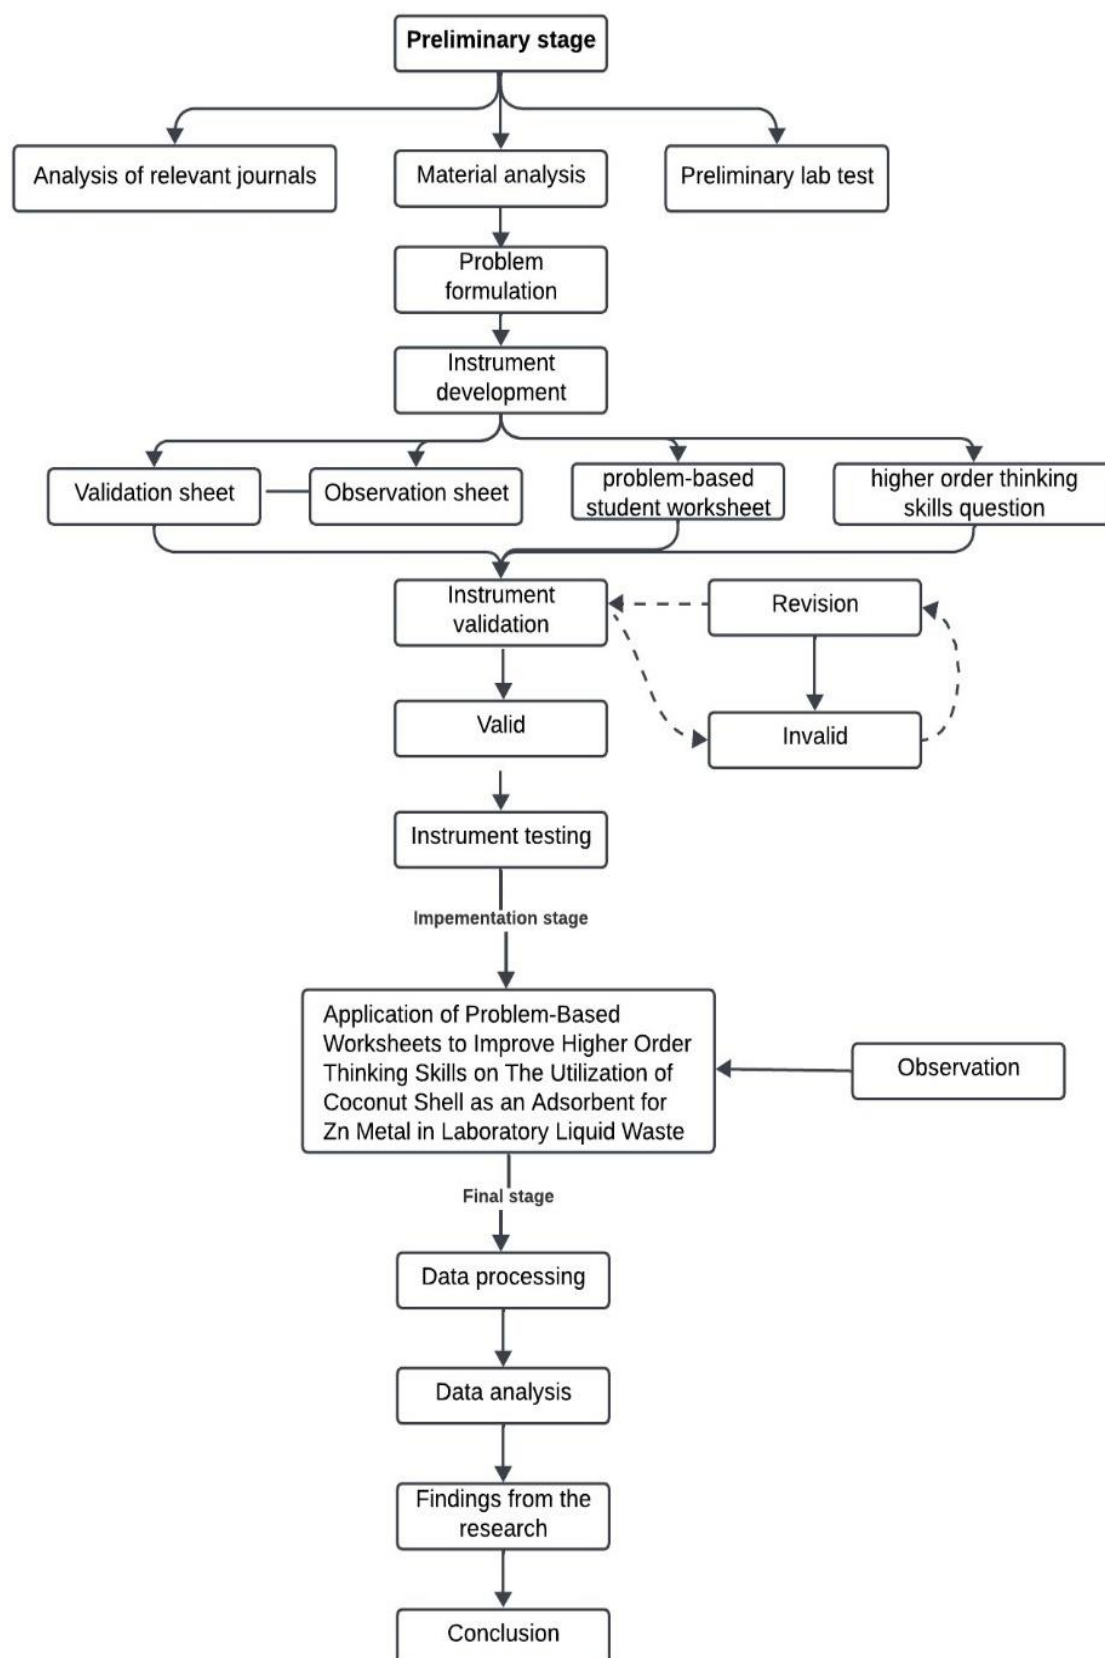 Preliminary stage
Analysis of relevant journals
Material analysis
Preliminary lab test
Problem
formulation
Instrument
development
Validation sheet
Observation sheet
problem-based
student worksheet
higher order thinking
skills question
Instrument
validation
Revision
Valid
Invalid
Instrument testing
Impementation stage
Application of Problem-Based
Worksheets to Improve Higher Order
Thinking Skills on The Utilization of
Coconut Shell as an Adsorbent for
Zn Metal in Laboratory Liquid Waste
Observation
Final stage
Data processing
Data analysis
Findings from the
research
Conclusion